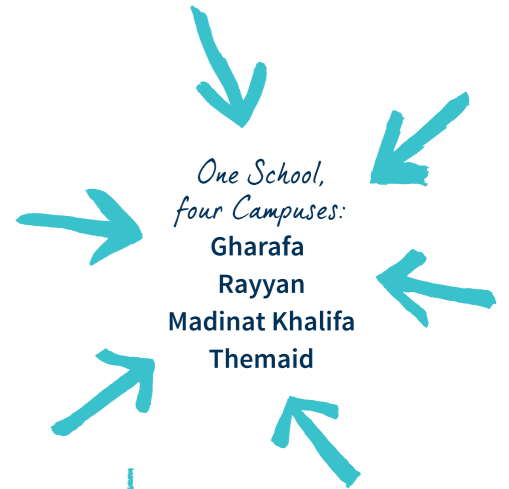 One School,
four Campuses:
Gharafa
Rayyan
Madinat Khalifa
Themaid